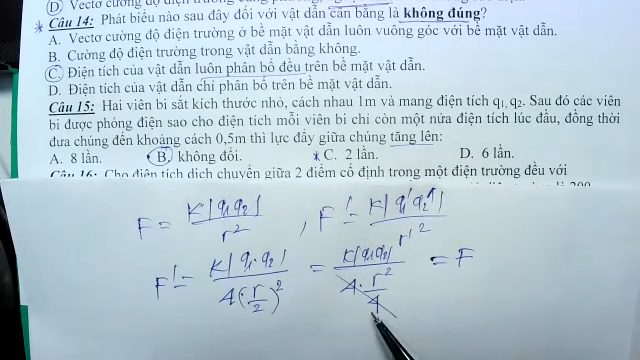 D. Vectơ cường độ
Câu 14: Phát biểu nào sau đây đối với vật dẫn cân bằng là không đúng?
A. Vectơ cường độ điện trường ở bề mặt vật dẫn luôn vuông góc với vật dẫn.
B. Cường độ điện trường trong vật dẫn bằng không.
C. Điện tích của vật dẫn luôn phân bố đều trên bề mặt vật dẫn.
D. Điện tích của vật dẫn chỉ phân bố trên bề mặt vật dẫn.
Câu 15: Hai viên bi sắt kích thước nhỏ, cách nhau 1m và mang điện tích q₁, q₂. Sau đó các viên
bi được phóng điện sao cho điện tích mỗi viên bi chỉ còn một nửa điện tích lúc đầu, đồng thời
đưa chúng đến khoảng cách 0,5m thì lực đẩy giữa chúng tăng lên:
A. 8 lần. B. không đổi. * C. 2 lần. D. 6 lần.
Câu 16: Cho điện tích dịch chuyển giữa 2 điểm cố định trong một điện trường đều với
F = K|q₁q₂| / r² , F' = K|q₁'q₂'| / r'²
F' = K|q₁.q₂| / 4.(r/2)² = K|q₁q₂| / 4.r²/4 = F